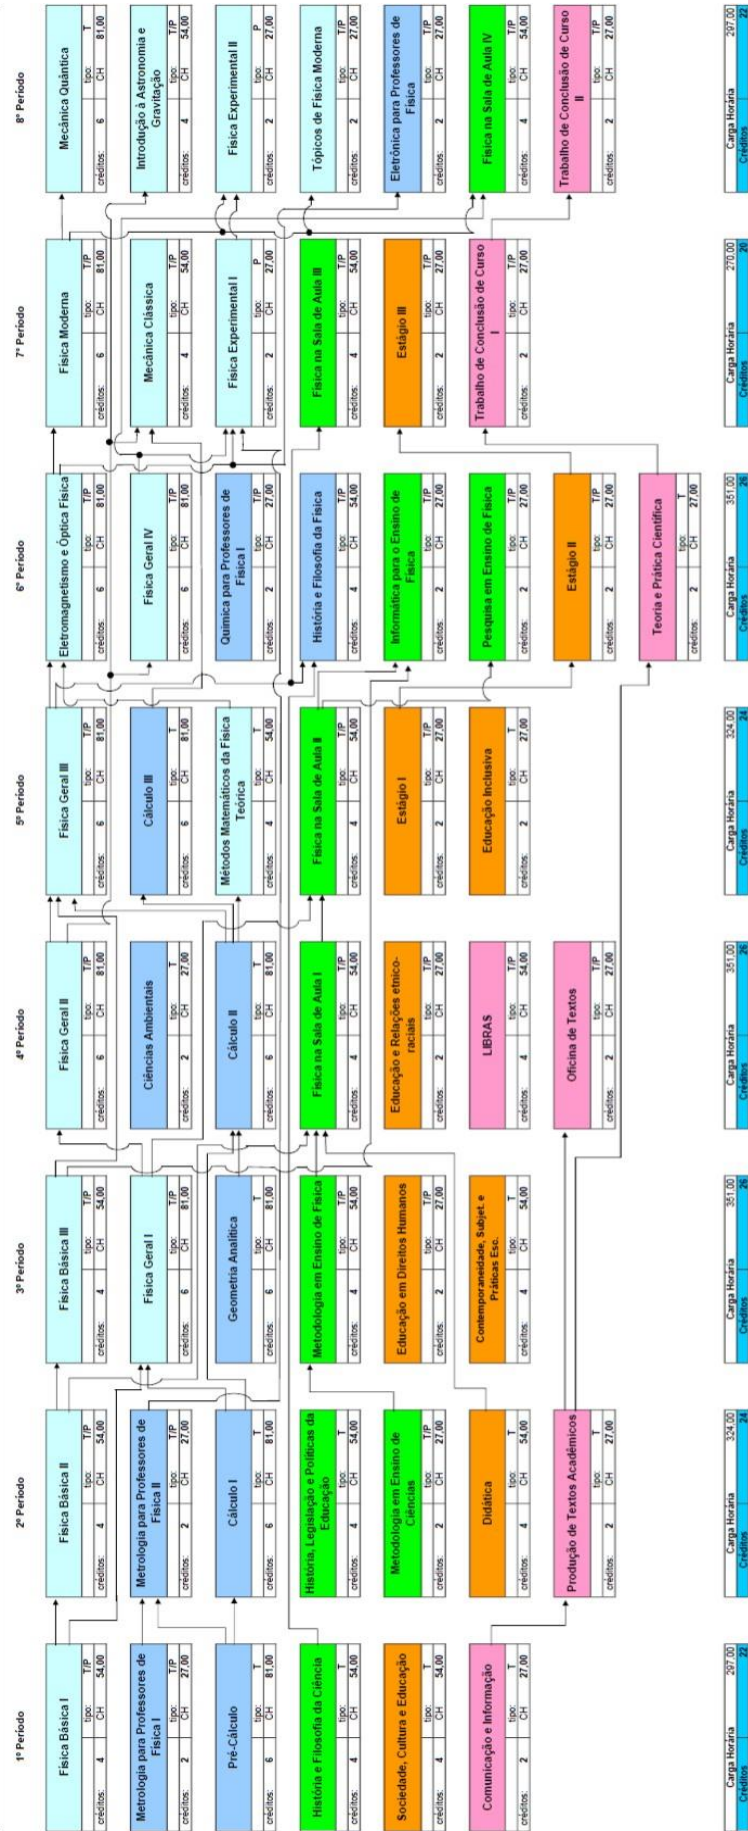 1º Período
Física Básica I
tipo: T/P
créditos: 4 CH 54,00
Metrologia para Professores de
Física I
tipo: T/P
créditos: 2 CH 27,00
Pré-Cálculo
tipo: T
créditos: 6 CH 81,00
História e Filosofia da Ciência
tipo: T
créditos: 4 CH 54,00
Sociedade, Cultura e Educação
tipo: T
créditos: 4 CH 54,00
Comunicação e Informação
tipo: T
créditos: 2 CH 27,00
Carga Horária 297,00
Créditos 22
2º Período
Física Básica II
tipo: T/P
créditos: 4 CH 54,00
Metrologia para Professores de
Física II
tipo: T/P
créditos: 2 CH 27,00
Cálculo I
tipo: T
créditos: 6 CH 81,00
História, Legislação e Políticas da
Educação
tipo: T
créditos: 4 CH 54,00
Metodologia em Ensino de
Ciências
tipo: T/P
créditos: 2 CH 27,00
Didática
tipo: T
créditos: 4 CH 54,00
Produção de Textos Acadêmicos
tipo: T
créditos: 2 CH 27,00
Carga Horária 324,00
Créditos 24
3º Período
Física Básica III
tipo: T/P
créditos: 4 CH 54,00
Física Geral I
tipo: T/P
créditos: 6 CH 81,00
Geometria Analítica
tipo: T
créditos: 6 CH 81,00
Metodologia em Ensino de Física
tipo: T/P
créditos: 4 CH 54,00
Educação em Direitos Humanos
tipo: T/P
créditos: 2 CH 27,00
Contemporaneidade, Subjet. e
Práticas Esc.
tipo: T
créditos: 4 CH 54,00
Carga Horária 351,00
Créditos 26
4º Período
Física Geral II
tipo: T/P
créditos: 6 CH 81,00
Ciências Ambientais
tipo: T
créditos: 2 CH 27,00
Cálculo II
tipo: T
créditos: 6 CH 81,00
Física na Sala de Aula I
tipo: T/P
créditos: 4 CH 54,00
Educação e Relações etnico-
raciais
tipo: T/P
créditos: 2 CH 27,00
LIBRAS
tipo: T/P
créditos: 4 CH 54,00
Oficina de Textos
tipo: T/P
créditos: 2 CH 27,00
Carga Horária 351,00
Créditos 26
5º Período
Física Geral III
tipo: T/P
créditos: 6 CH 81,00
Cálculo III
tipo: T
créditos: 6 CH 81,00
Métodos Matemáticos da Física
Teórica
tipo: T
créditos: 4 CH 54,00
Física na Sala de Aula II
tipo: T/P
créditos: 4 CH 54,00
Estágio I
tipo: T/P
créditos: 2 CH 27,00
Educação Inclusiva
tipo: T
créditos: 2 CH 27,00
Carga Horária 324,00
Créditos 24
6º Período
Eletromagnetismo e Óptica Física
tipo: T/P
créditos: 6 CH 81,00
Física Geral IV
tipo: T/P
créditos: 6 CH 81,00
Química para Professores de
Física I
tipo: T/P
créditos: 2 CH 27,00
História e Filosofia da Física
tipo: T/P
créditos: 4 CH 54,00
Informática para o Ensino de
Física
tipo: T/P
créditos: 2 CH 27,00
Pesquisa em Ensino de Física
tipo: T/P
créditos: 2 CH 27,00
Estágio II
tipo: T/P
créditos: 2 CH 27,00
Teoria e Prática Científica
tipo: T
créditos: 2 CH 27,00
Carga Horária 351,00
Créditos 26
7º Período
Física Moderna
tipo: T/P
créditos: 6 CH 81,00
Mecânica Clássica
tipo: T/P
créditos: 4 CH 54,00
Física Experimental I
tipo: P
créditos: 2 CH 27,00
Física na Sala de Aula III
tipo: T/P
créditos: 4 CH 54,00
Estágio III
tipo: T/P
créditos: 2 CH 27,00
Trabalho de Conclusão de Curso
I
tipo: T/P
créditos: 2 CH 27,00
Carga Horária 270,00
Créditos 20
8º Período
Mecânica Quântica
tipo: T
créditos: 6 CH 81,00
Introdução à Astronomia e
Gravitação
tipo: T/P
créditos: 4 CH 54,00
Física Experimental II
tipo: P
créditos: 2 CH 27,00
Tópicos de Física Moderna
tipo: T/P
créditos: 2 CH 27,00
Eletrônica para Professores de
Física
tipo: T/P
créditos: 2 CH 27,00
Física na Sala de Aula IV
tipo: T/P
créditos: 4 CH 54,00
Trabalho de Conclusão de Curso
II
tipo: T/P
créditos: 2 CH 27,00
Carga Horária 297,00
Créditos 22